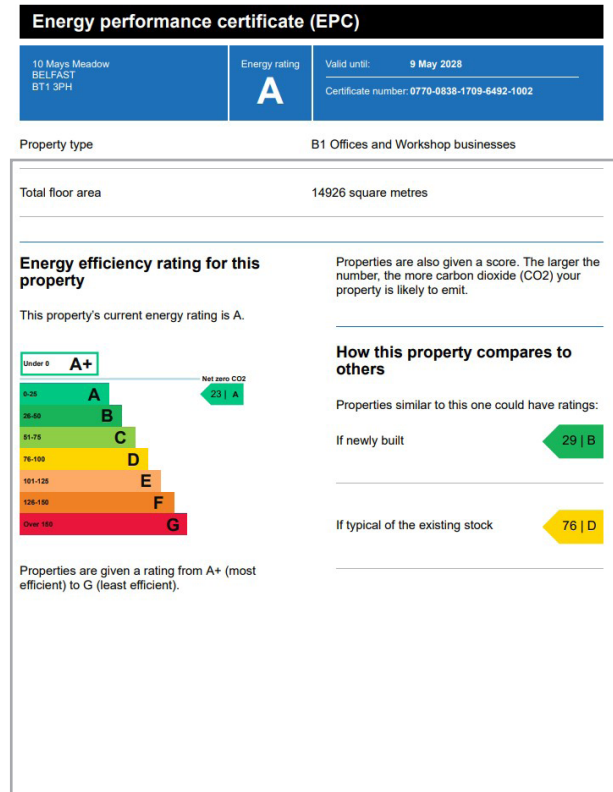 Energy performance certificate (EPC)
10 Mays Meadow
BELFAST
BT1 3PH
Energy rating
A
Valid until: 9 May 2028
Certificate number: 0770-0838-1709-6492-1002
Property type B1 Offices and Workshop businesses
Total floor area 14926 square metres
Energy efficiency rating for this
property
This property's current energy rating is A.
Under 0 A+
Net zero CO2
0-25 A 23 | A
26-50 B
51-75 C
76-100 D
101-125 E
126-150 F
Over 150 G
Properties are given a rating from A+ (most
efficient) to G (least efficient).
Properties are also given a score. The larger the
number, the more carbon dioxide (CO2) your
property is likely to emit.
How this property compares to
others
Properties similar to this one could have ratings:
If newly built 29 | B
If typical of the existing stock 76 | D